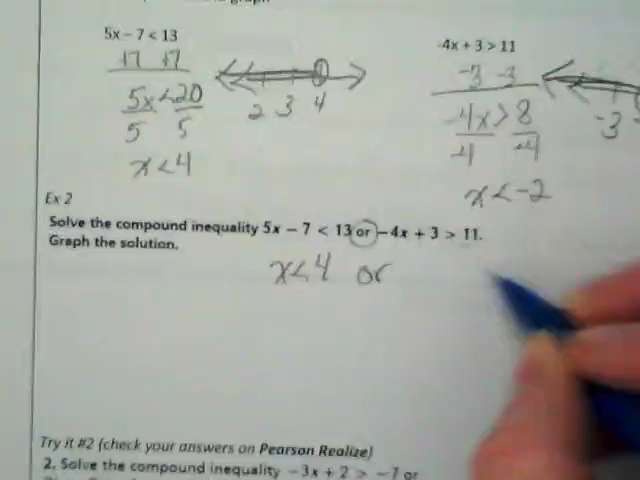 5x − 7 < 13
+7 +7
5x < 20
5 5
x < 4
2 3 4
-4x + 3 > 11
-3 -3
-4x > 8
-4 -4
x < -2
-3
Ex 2
Solve the compound inequality 5x − 7 < 13 or −4x + 3 > 11.
Graph the solution.
x < 4 or
Try it #2 (check your answers on Pearson Realize)
2. Solve the compound inequality −3x + 2 > −7 or